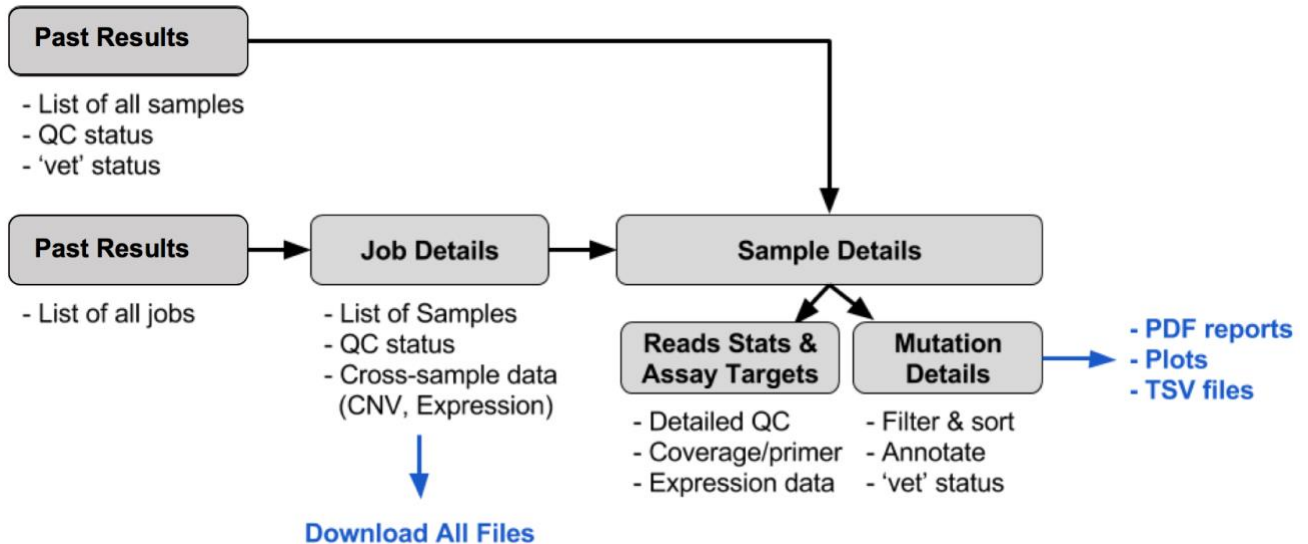 Past Results
- List of all samples
- QC status
- ‘vet’ status
Past Results
- List of all jobs
Job Details
- List of Samples
- QC status
- Cross-sample data
(CNV, Expression)
Download All Files
Sample Details
Reads Stats &
Assay Targets
- Detailed QC
- Coverage/primer
- Expression data
Mutation
Details
- Filter & sort
- Annotate
- ‘vet’ status
- PDF reports
- Plots
- TSV files